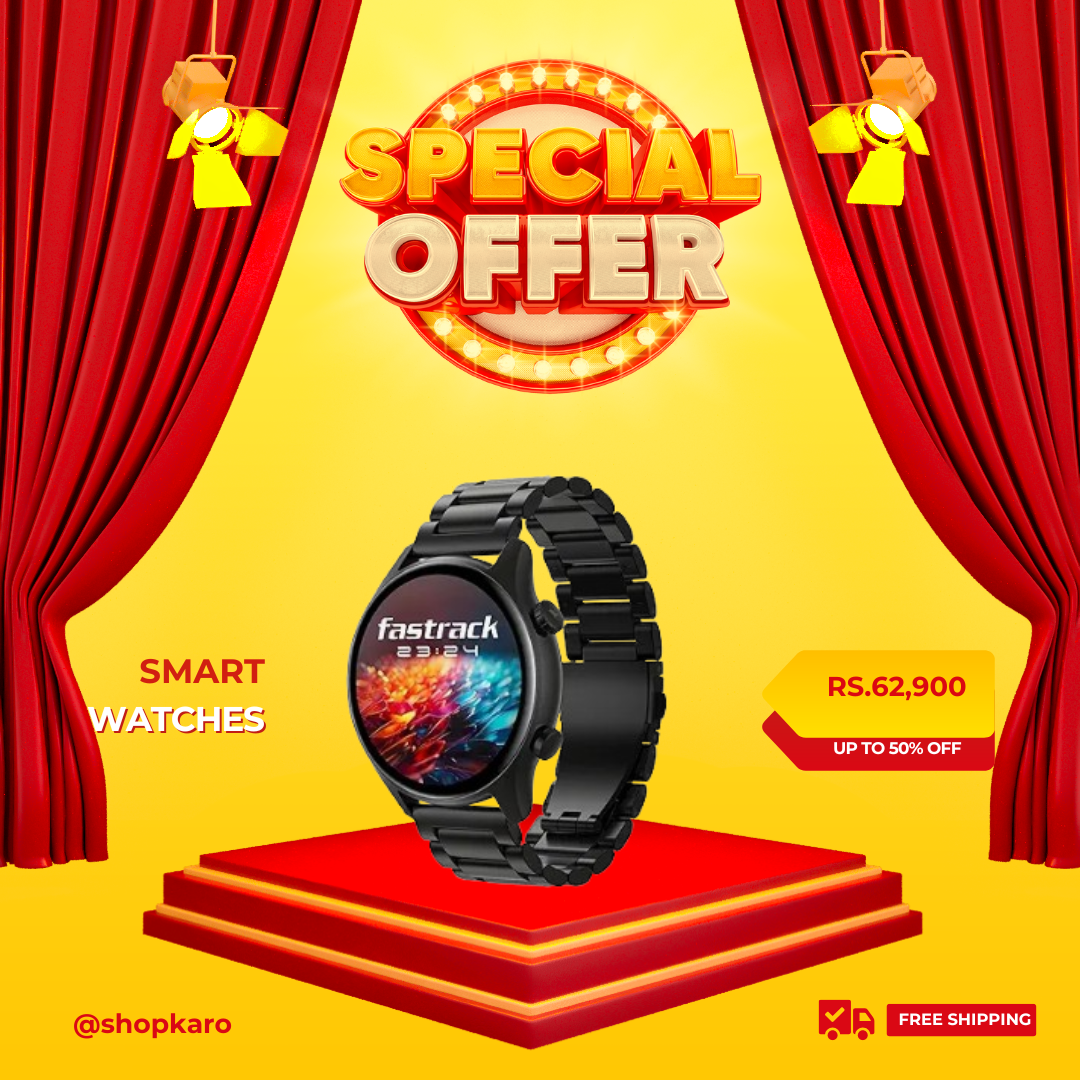 SPECIAL
OFFER
fastrack
23:24
SMART
WATCHES
RS.62,900
UP TO 50% OFF
@shopkaro
FREE SHIPPING